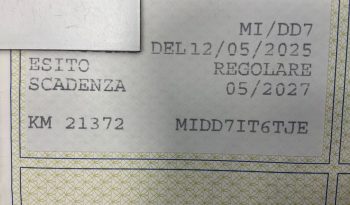 MI/DD7
DEL12/05/2025
ESITO REGOLARE
SCADENZA 05/2027
KM 21372 MIDD7IT6TJE